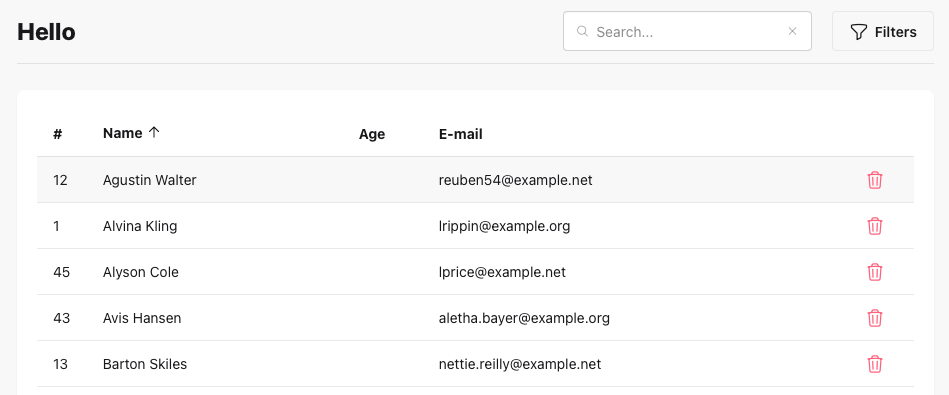 Hello
Search...
Filters
# Name Age E-mail
12 Agustin Walter reuben54@example.net
1 Alvina Kling lrippin@example.org
45 Alyson Cole lprice@example.net
43 Avis Hansen aletha.bayer@example.org
13 Barton Skiles nettie.reilly@example.net